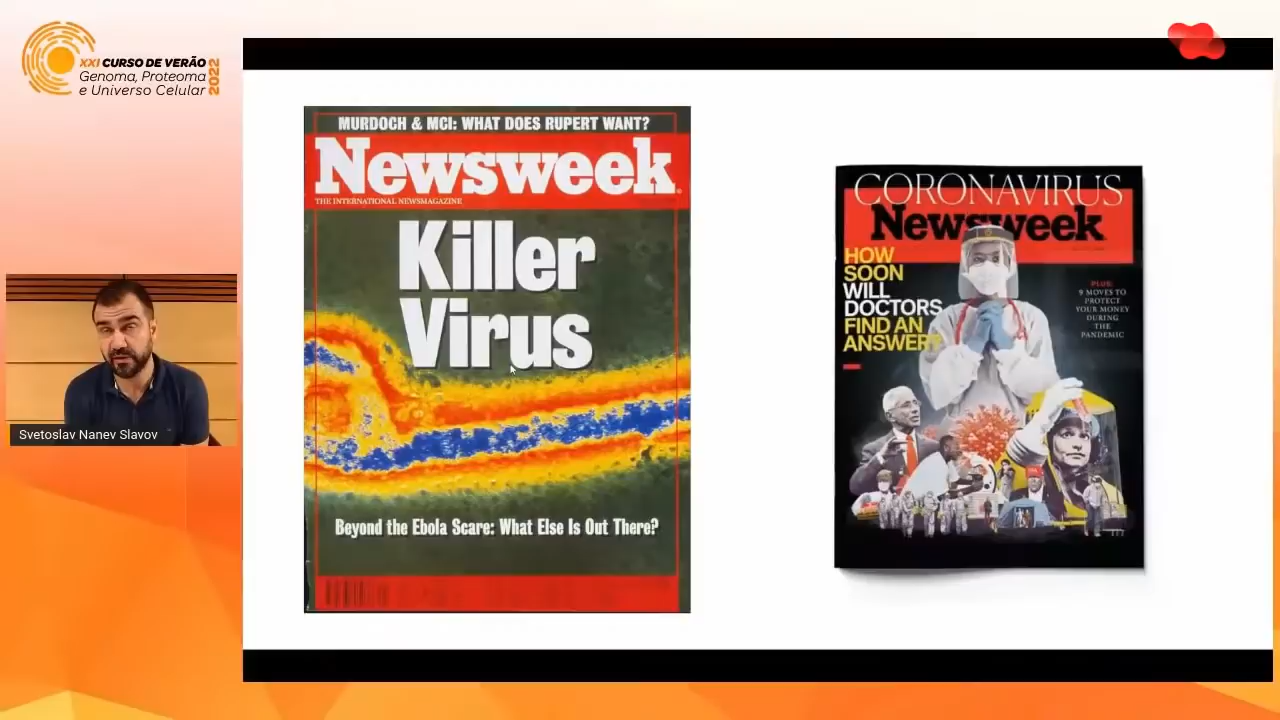 XXI CURSO DE VERÃO
Genoma, Proteoma
e Universo Celular
2022
Svetoslav Nanev Slavov
MURDOCH & MCI: WHAT DOES RUPERT WANT?
Newsweek
THE INTERNATIONAL NEWSMAGAZINE
Killer
Virus
Beyond the Ebola Scare: What Else Is Out There?
CORONAVIRUS
Newsweek
HOW
SOON
WILL
DOCTORS
FIND AN
ANSWER?
PLUS:
9 MOVES TO
PROTECT
YOUR MONEY
DURING
THE
PANDEMIC